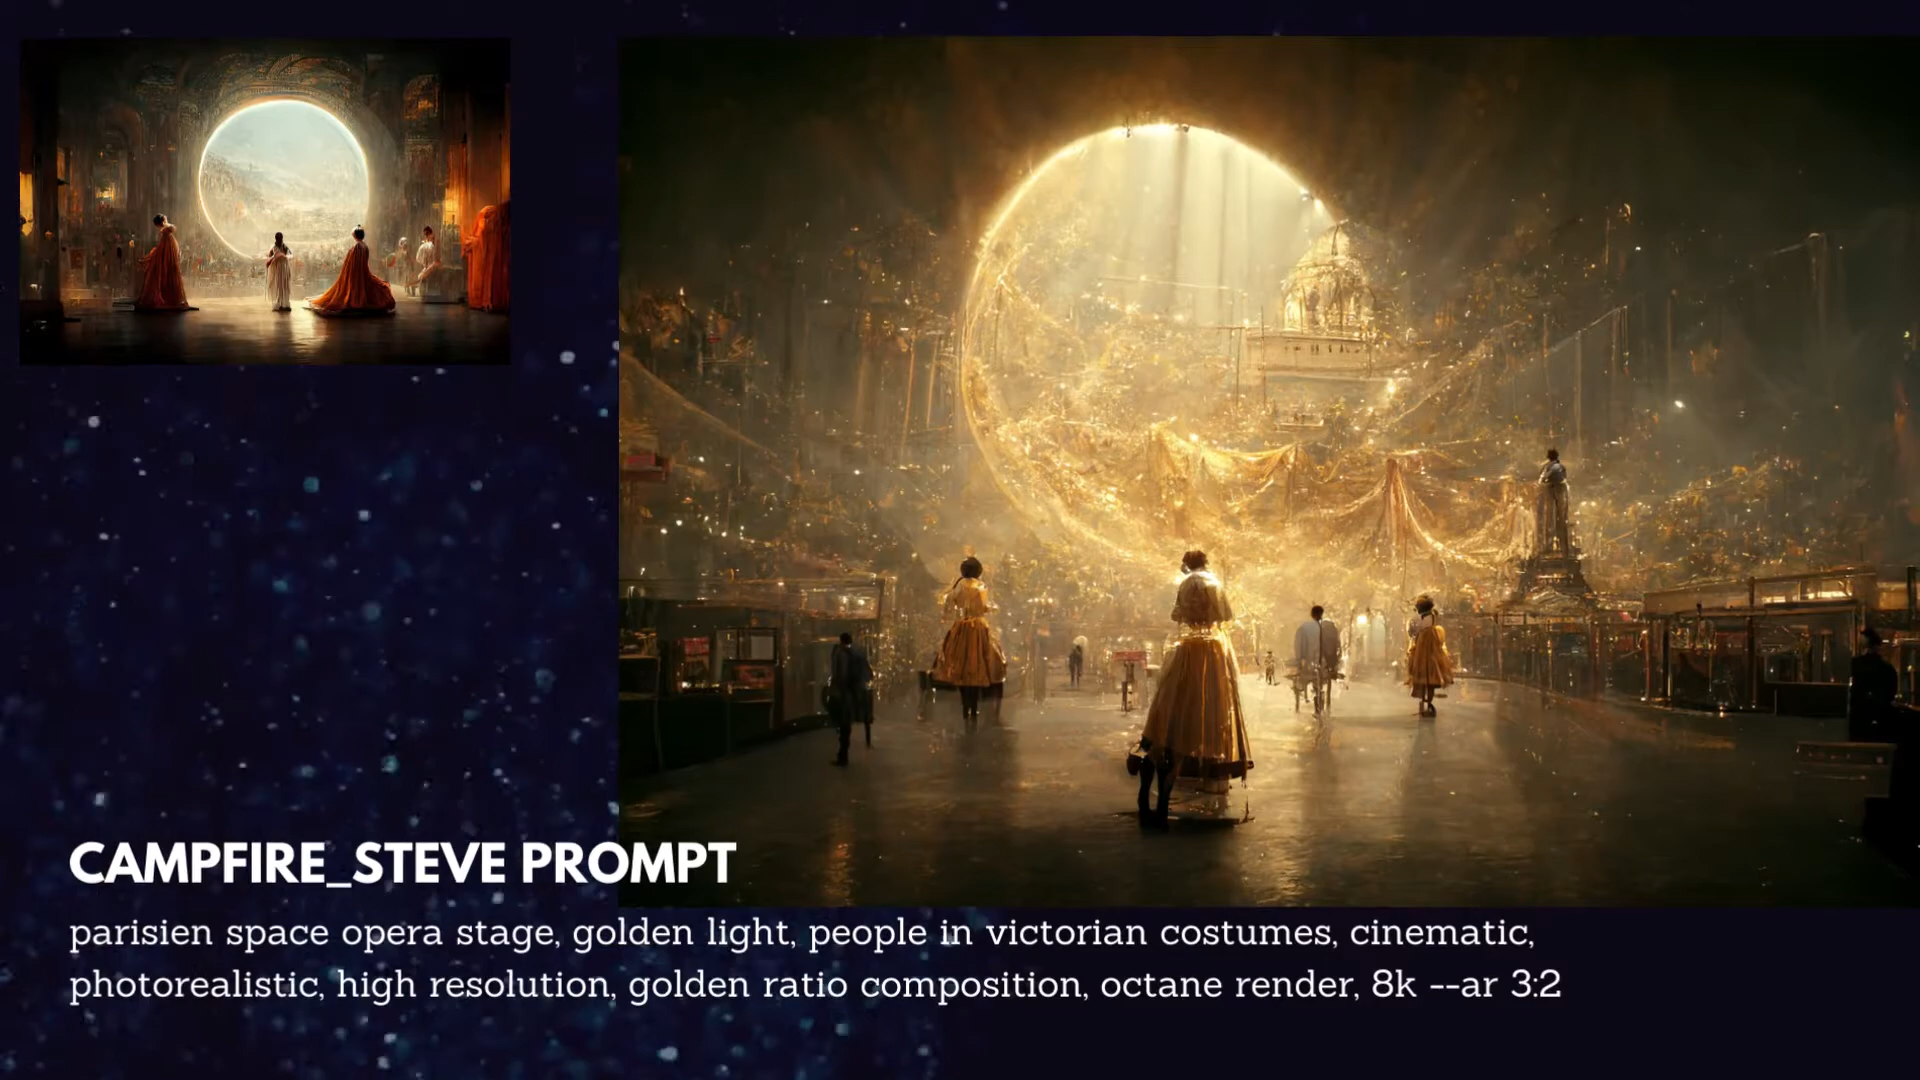 CAMPFIRE_STEVE PROMPT
parisien space opera stage, golden light, people in victorian costumes, cinematic,
photorealistic, high resolution, golden ratio composition, octane render, 8k --ar 3:2